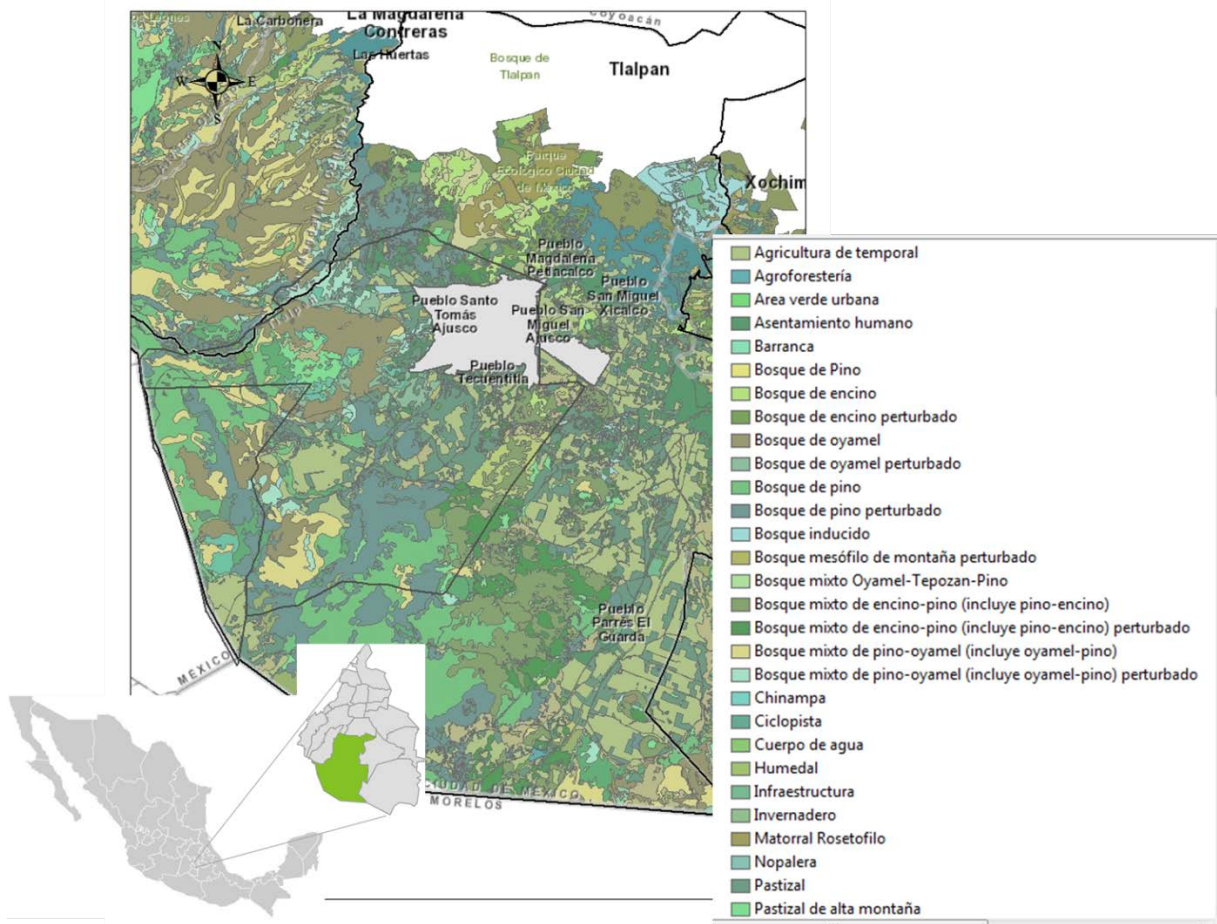 La Magdalena
Contreras
La Carbonera
Coyoacán
Las Huertas
Bosque de
Tlalpan
Tlalpan
N
W
E
S
Parque
Ecológico Ciudad
de México
Xochim
Pueblo
Magdalena
Petlacalco
Pueblo
San Miguel
Xicalco
Pueblo Santo
Tomás
Ajusco
Pueblo San
Miguel
Ajusco
Pueblo
Tecuentitla
Pueblo
Parrés El
Guarda
MEXICO
CIUDAD DE MÉXICO
MORELOS
Agricultura de temporal
Agroforestería
Area verde urbana
Asentamiento humano
Barranca
Bosque de Pino
Bosque de encino
Bosque de encino perturbado
Bosque de oyamel
Bosque de oyamel perturbado
Bosque de pino
Bosque de pino perturbado
Bosque inducido
Bosque mesófilo de montaña perturbado
Bosque mixto Oyamel-Tepozan-Pino
Bosque mixto de encino-pino (incluye pino-encino)
Bosque mixto de encino-pino (incluye pino-encino) perturbado
Bosque mixto de pino-oyamel (incluye oyamel-pino)
Bosque mixto de pino-oyamel (incluye oyamel-pino) perturbado
Chinampa
Ciclopista
Cuerpo de agua
Humedal
Infraestructura
Invernadero
Matorral Rosetofilo
Nopalera
Pastizal
Pastizal de alta montaña